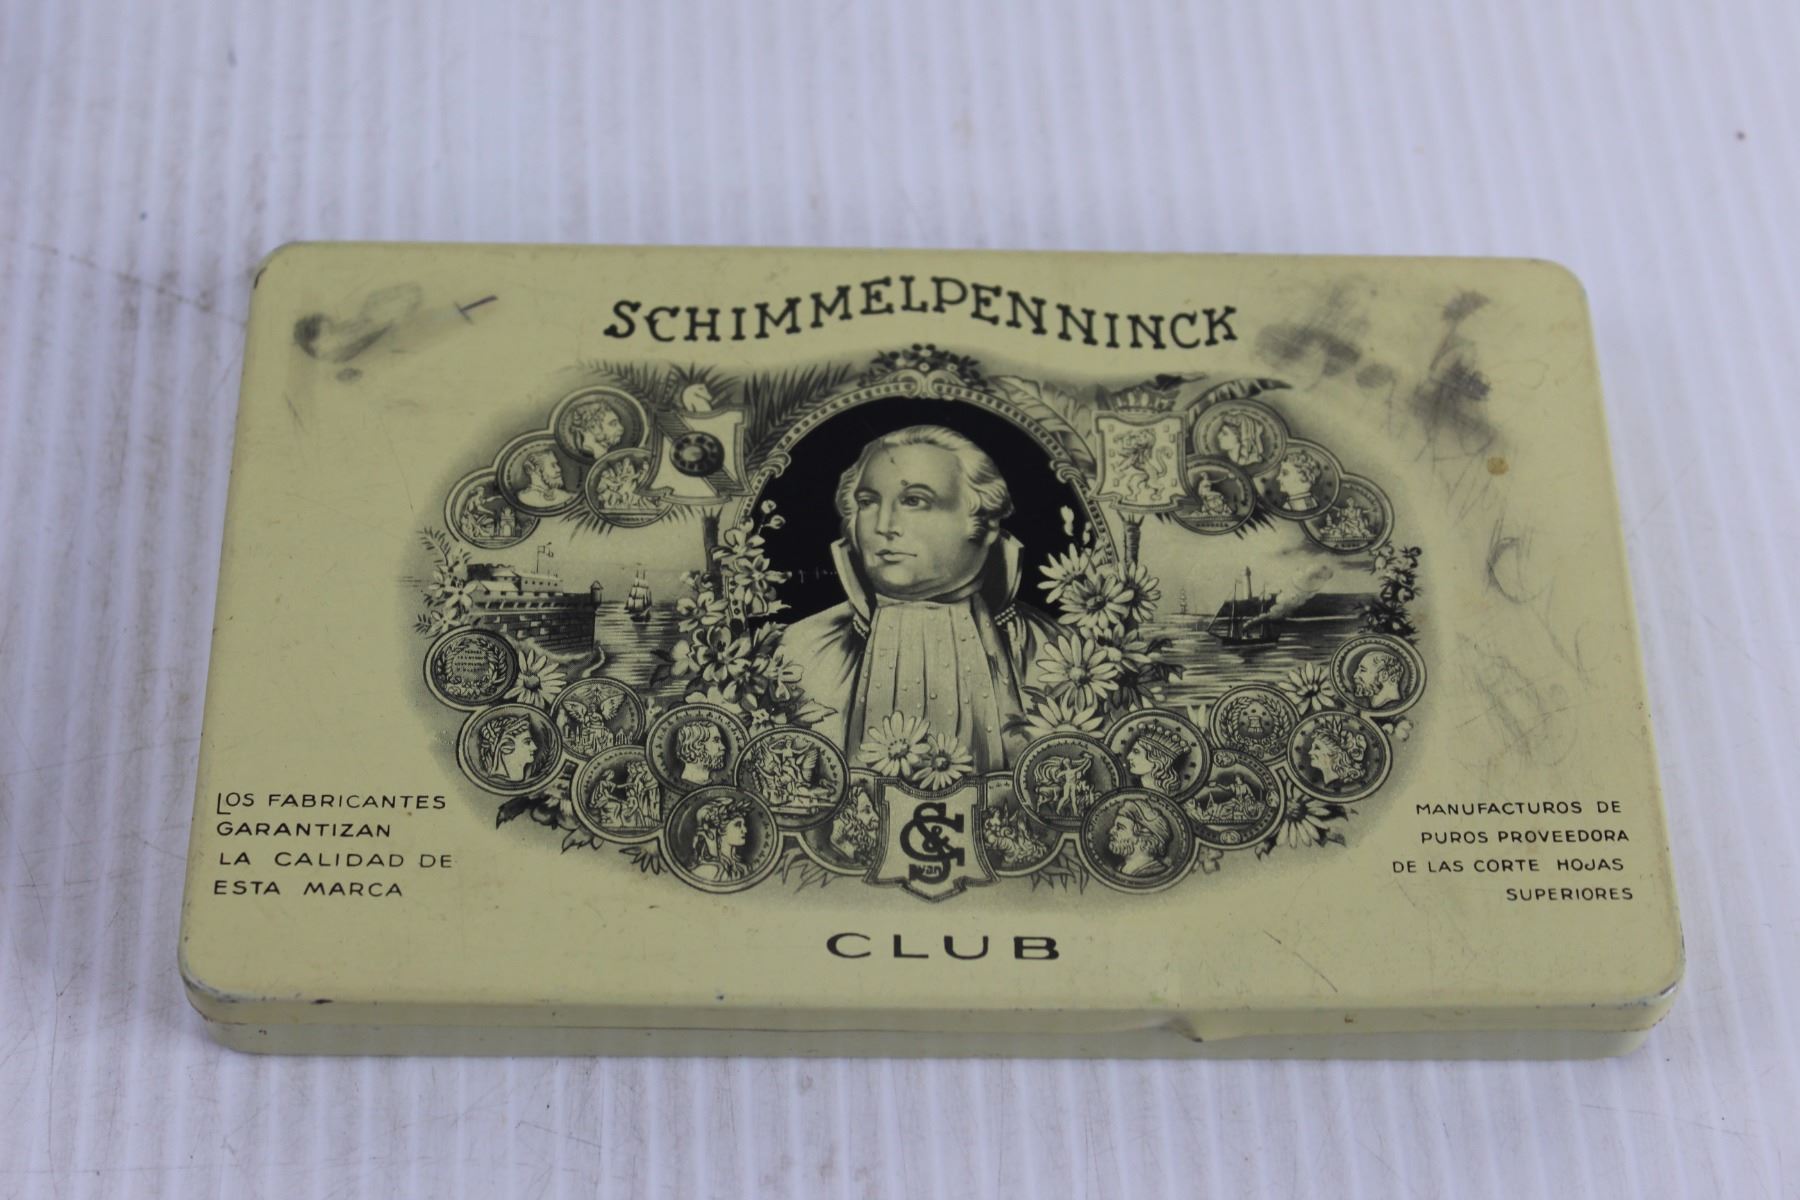 SCHIMMELPENNINCK
LOS FABRICANTES
GARANTIZAN
LA CALIDAD DE
ESTA MARCA
S&G
van
MANUFACTUROS DE
PUROS PROVEEDORA
DE LAS CORTE HOJAS
SUPERIORES
CLUB